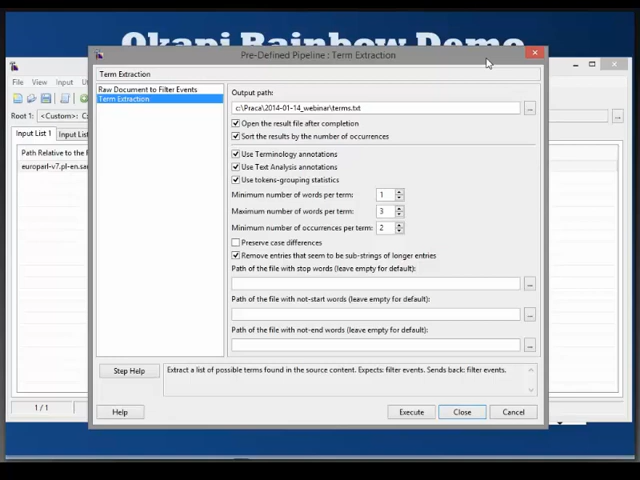 Okapi Rainbow Demo
Pre-Defined Pipeline : Term Extraction
Term Extraction
File View Input
Raw Document to Filter Events
Term Extraction
Output path:
c:\Praca\2014-01-14_webinar\terms.txt
...
Root 1: <Custom>:
Open the result file after completion
Input List 1 Input List
Sort the results by the number of occurrences
Path Relative to the
Use Terminology annotations
europarl-v7.pl-en.
Use Text Analysis annotations
Use tokens-grouping statistics
Minimum number of words per term: 1
Maximum number of words per term: 3
Minimum number of occurrences per term: 2
Preserve case differences
Remove entries that seem to be sub-strings of longer entries
Path of the file with stop words (leave empty for default):
...
Path of the file with not-start words (leave empty for default):
...
Path of the file with not-end words (leave empty for default):
...
Step Help
Extract a list of possible terms found in the source content. Expects: filter events. Sends back: filter events.
1 / 1
Help Execute Close Cancel